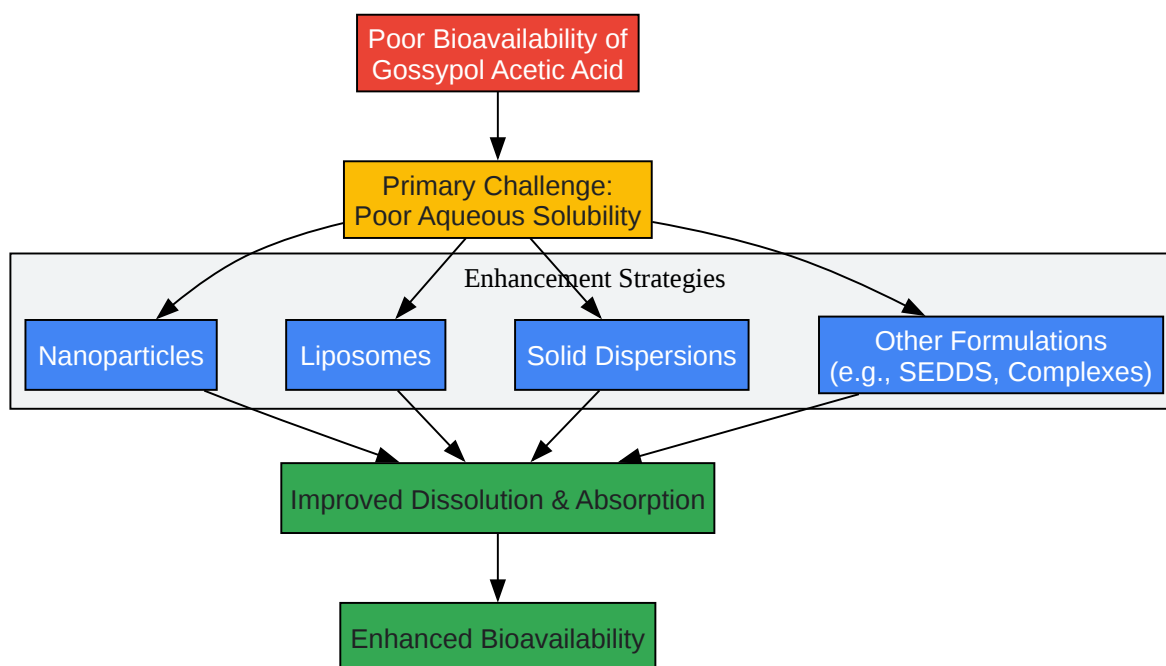 Poor Bioavailability of
Gossypol Acetic Acid
Primary Challenge:
Poor Aqueous Solubility
Enhancement Strategies
Nanoparticles
Liposomes
Solid Dispersions
Other Formulations
(e.g., SEDDS, Complexes)
Improved Dissolution & Absorption
Enhanced Bioavailability